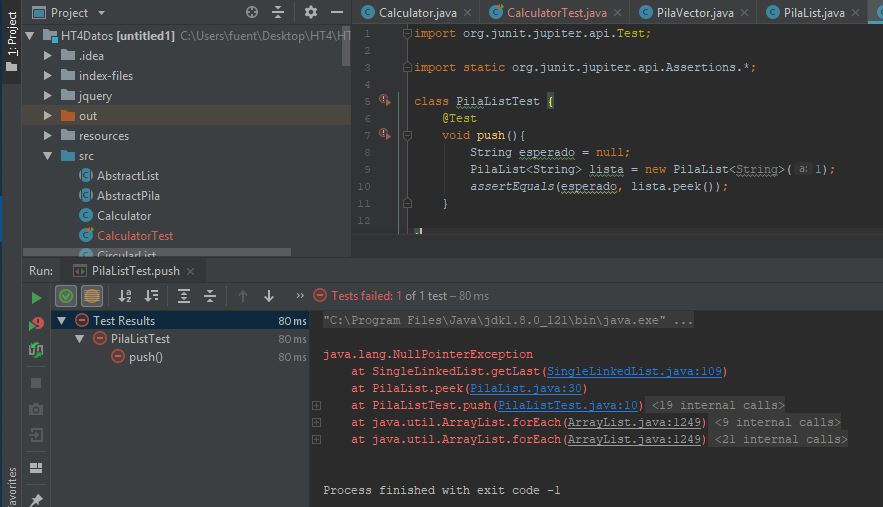 Project
Calculator.java
CalculatorTest.java
PilaVector.java
PilaList.java
1: Project
HT4Datos [untitled1] C:\Users\fuent\Desktop\HT4\HT
.idea
index-files
jquery
out
resources
src
AbstractList
AbstractPila
Calculator
CalculatorTest
CircularList
1 import org.junit.jupiter.api.Test;
2
3 import static org.junit.jupiter.api.Assertions.*;
4
5 class PilaListTest {
6 @Test
7 void push(){
8 String esperado = null;
9 PilaList<String> lista = new PilaList<String>( a: 1);
10 assertEquals(esperado, lista.peek());
11 }
12
Run: PilaListTest.push
» Tests failed: 1 of 1 test – 80 ms
Test Results 80 ms
PilaListTest 80 ms
push() 80 ms
"C:\Program Files\Java\jdk1.8.0_121\bin\java.exe" ...
java.lang.NullPointerException
at SingleLinkedList.getLast(SingleLinkedList.java:109)
at PilaList.peek(PilaList.java:30)
at PilaListTest.push(PilaListTest.java:10) <19 internal calls>
at java.util.ArrayList.forEach(ArrayList.java:1249) <9 internal calls>
at java.util.ArrayList.forEach(ArrayList.java:1249) <21 internal calls>
Process finished with exit code -1
avorites